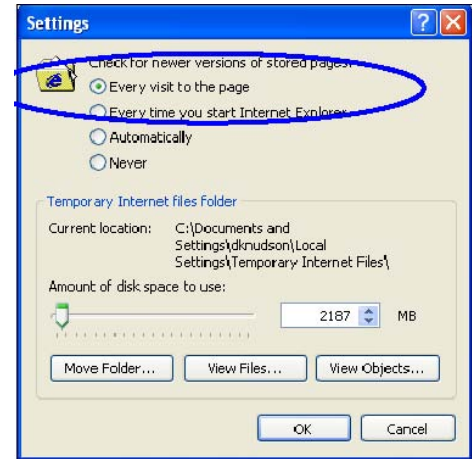 Settings
Check for newer versions of stored pages:
Every visit to the page
Every time you start Internet Explorer
Automatically
Never
Temporary Internet files folder
Current location: C:\Documents and
Settings\dknudson\Local
Settings\Temporary Internet Files\
Amount of disk space to use:
2187 MB
Move Folder... View Files... View Objects...
OK Cancel